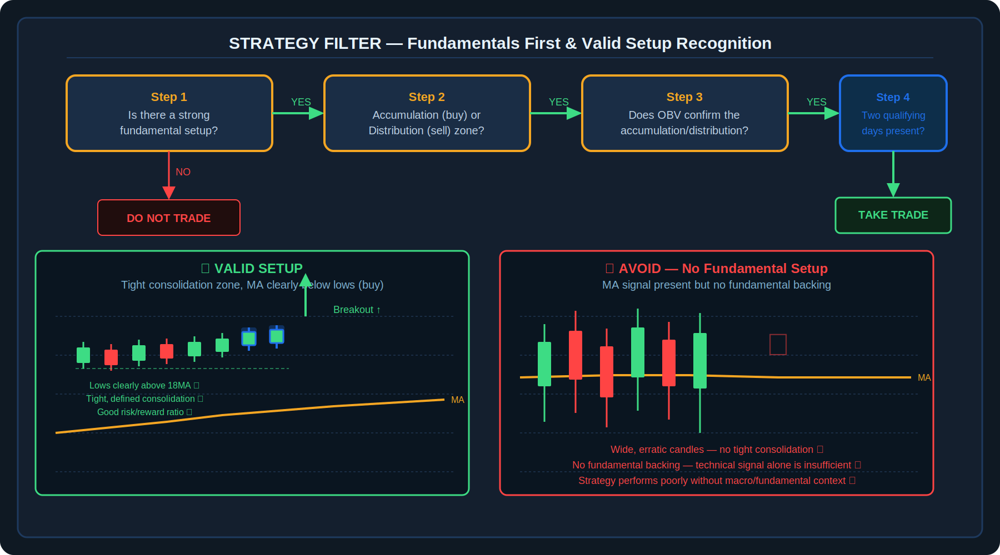 STRATEGY FILTER — Fundamentals First & Valid Setup Recognition
Step 1
Is there a strong
fundamental setup?
YES
Step 2
Accumulation (buy) or
Distribution (sell) zone?
YES
Step 3
Does OBV confirm the
accumulation/distribution?
YES
Step 4
Two qualifying
days present?
NO
DO NOT TRADE
TAKE TRADE
VALID SETUP
Tight consolidation zone, MA clearly below lows (buy)
Breakout ↑
Lows clearly above 18MA
Tight, defined consolidation
Good risk/reward ratio
MA
AVOID — No Fundamental Setup
MA signal present but no fundamental backing
MA
Wide, erratic candles — no tight consolidation
No fundamental backing — technical signal alone is insufficient
Strategy performs poorly without macro/fundamental context